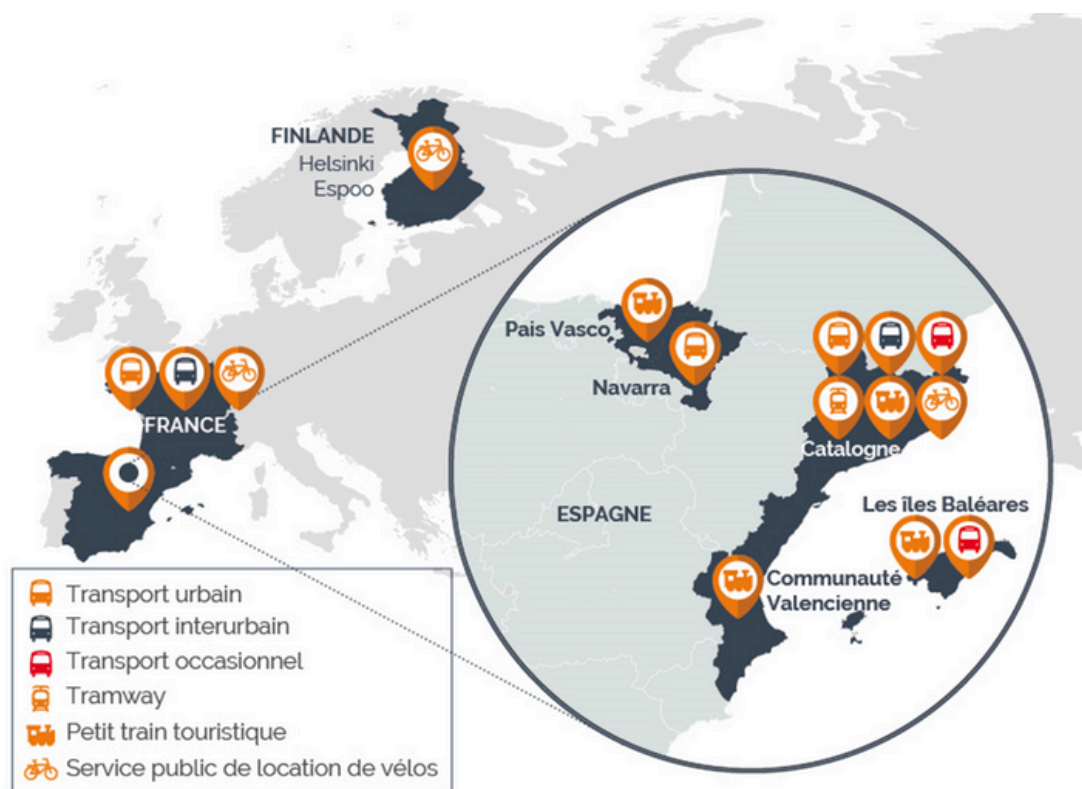 FINLANDE
Helsinki
Espoo
FRANCE
Pais Vasco
Navarra
Catalogne
ESPAGNE
Les îles Baléares
Communauté
Valencienne
Transport urbain
Transport interurbain
Transport occasionnel
Tramway
Petit train touristique
Service public de location de vélos